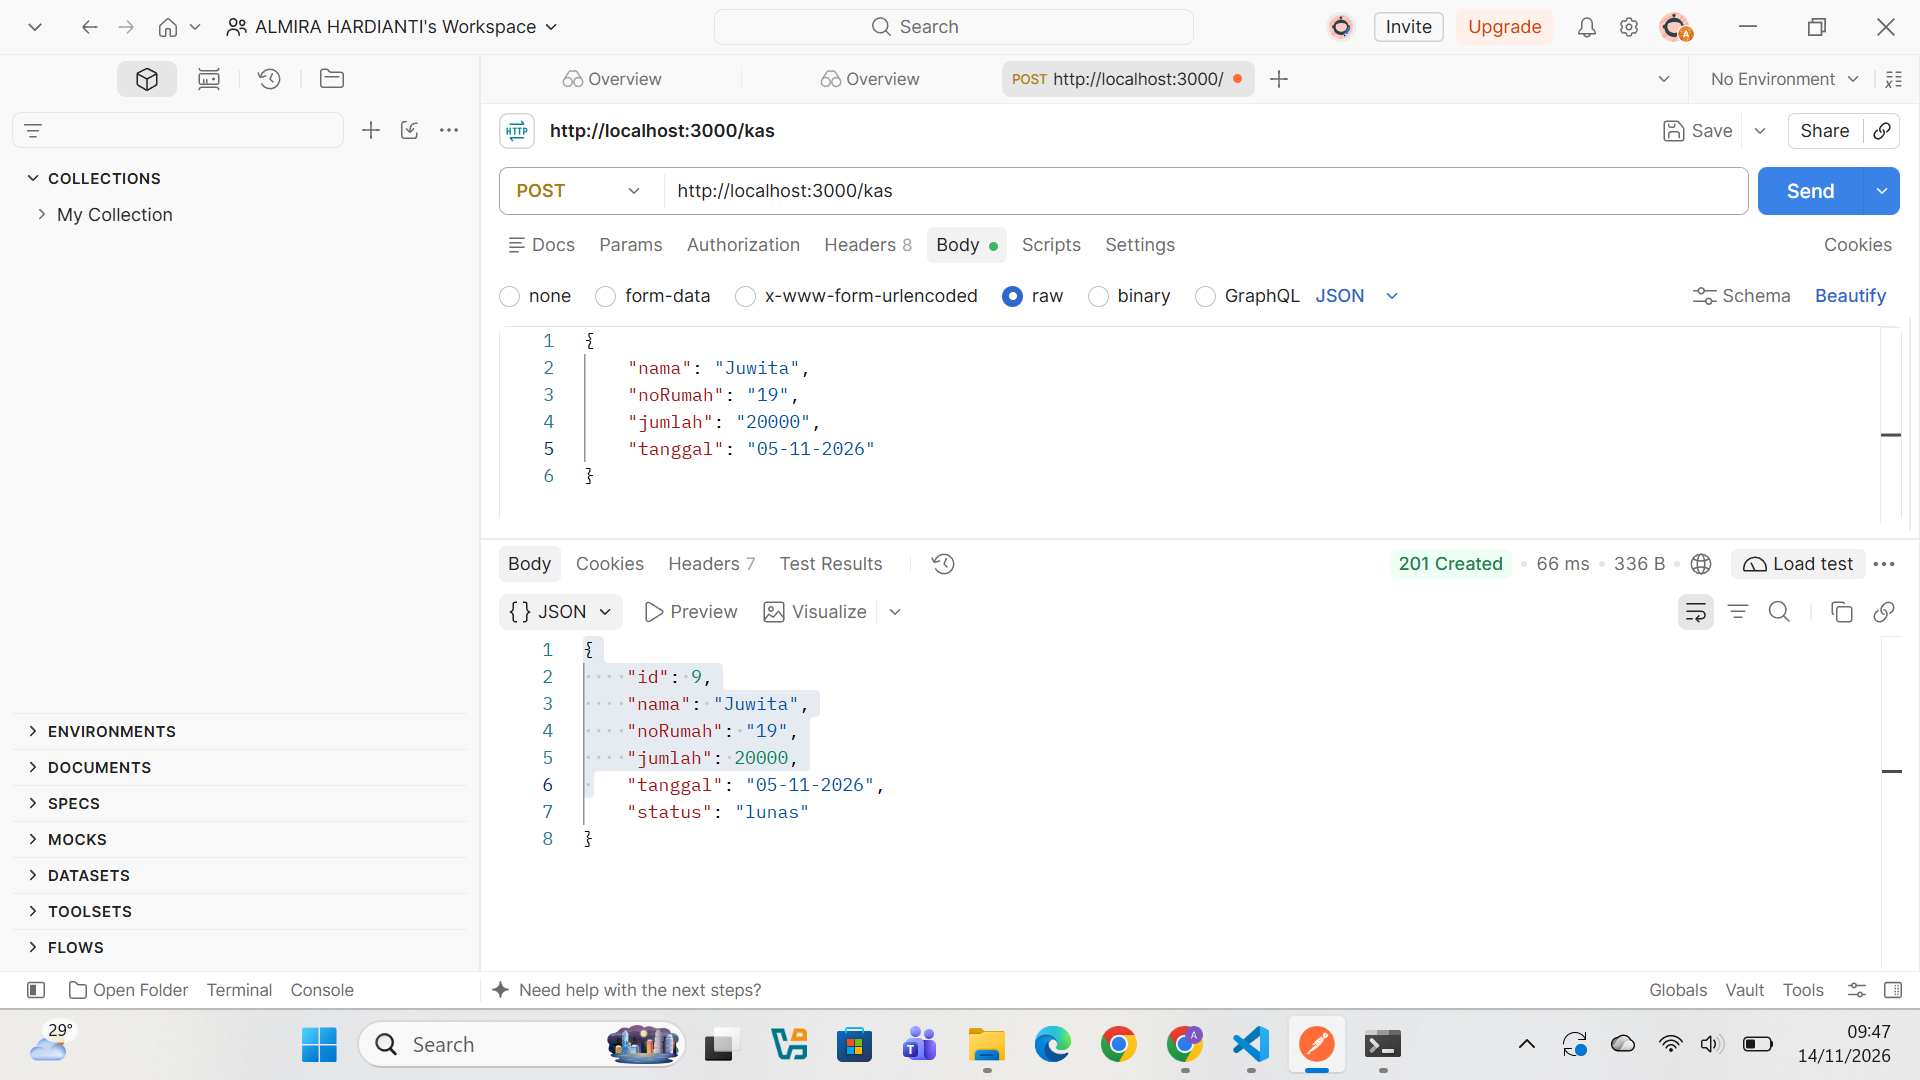 ALMIRA HARDIANTI's Workspace
Search
Invite
Upgrade
A
Overview
Overview
POST http://localhost:3000/
No Environment
HTTP
http://localhost:3000/kas
Save
Share
COLLECTIONS
My Collection
POST
http://localhost:3000/kas
Send
Docs
Params
Authorization
Headers 8
Body
Scripts
Settings
Cookies
none
form-data
x-www-form-urlencoded
raw
binary
GraphQL
JSON
Schema
Beautify
1 {
2 "nama": "Juwita",
3 "noRumah": "19",
4 "jumlah": "20000",
5 "tanggal": "05-11-2026"
6 }
Body
Cookies
Headers 7
Test Results
201 Created
66 ms
336 B
Load test
{} JSON
Preview
Visualize
1 {
2 "id": 9,
3 "nama": "Juwita",
4 "noRumah": "19",
5 "jumlah": 20000,
6 "tanggal": "05-11-2026",
7 "status": "lunas"
8 }
ENVIRONMENTS
DOCUMENTS
SPECS
MOCKS
DATASETS
TOOLSETS
FLOWS
Open Folder
Terminal
Console
Need help with the next steps?
Globals
Vault
Tools
29°
Search
09:47
14/11/2026